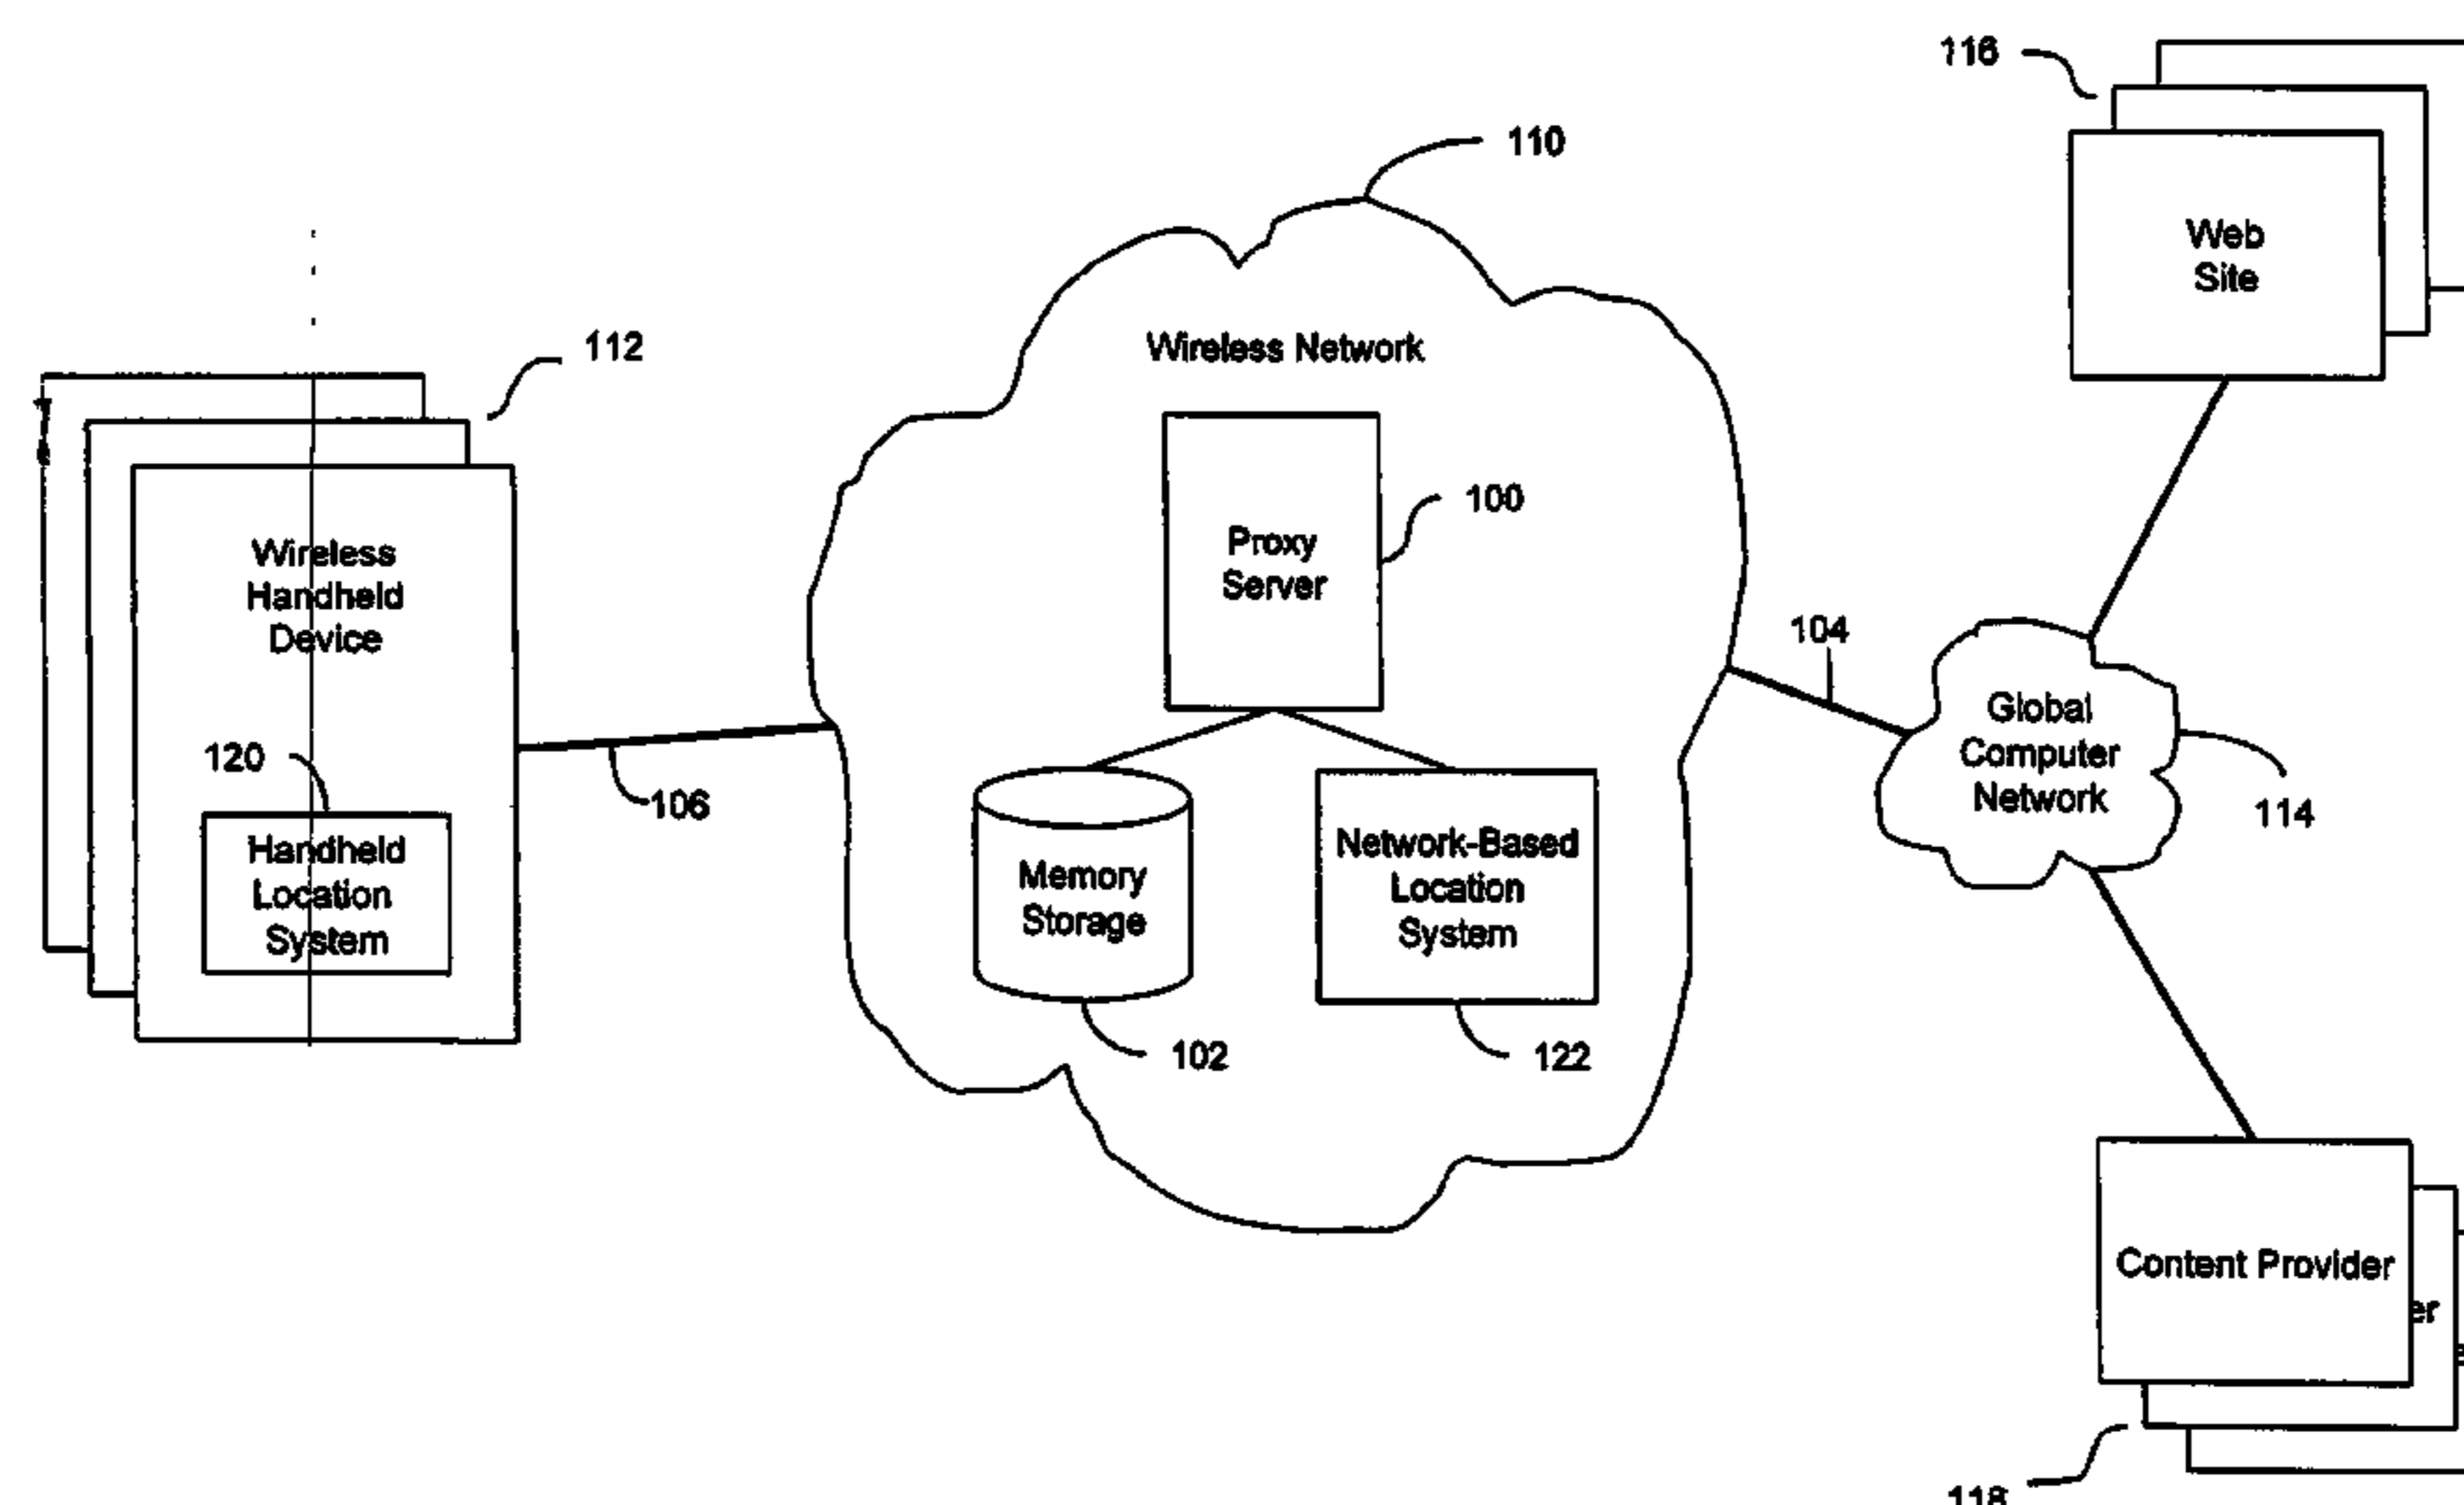 116
110
Web
Site
Wireless Network
112
100
Proxy
Server
Wireless
Handheld
Device
104
Global
Computer
Network
120
106
114
Handheld
Location
System
Memory
Storage
Network-Based
Location
System
102
122
Content Provider
er
118